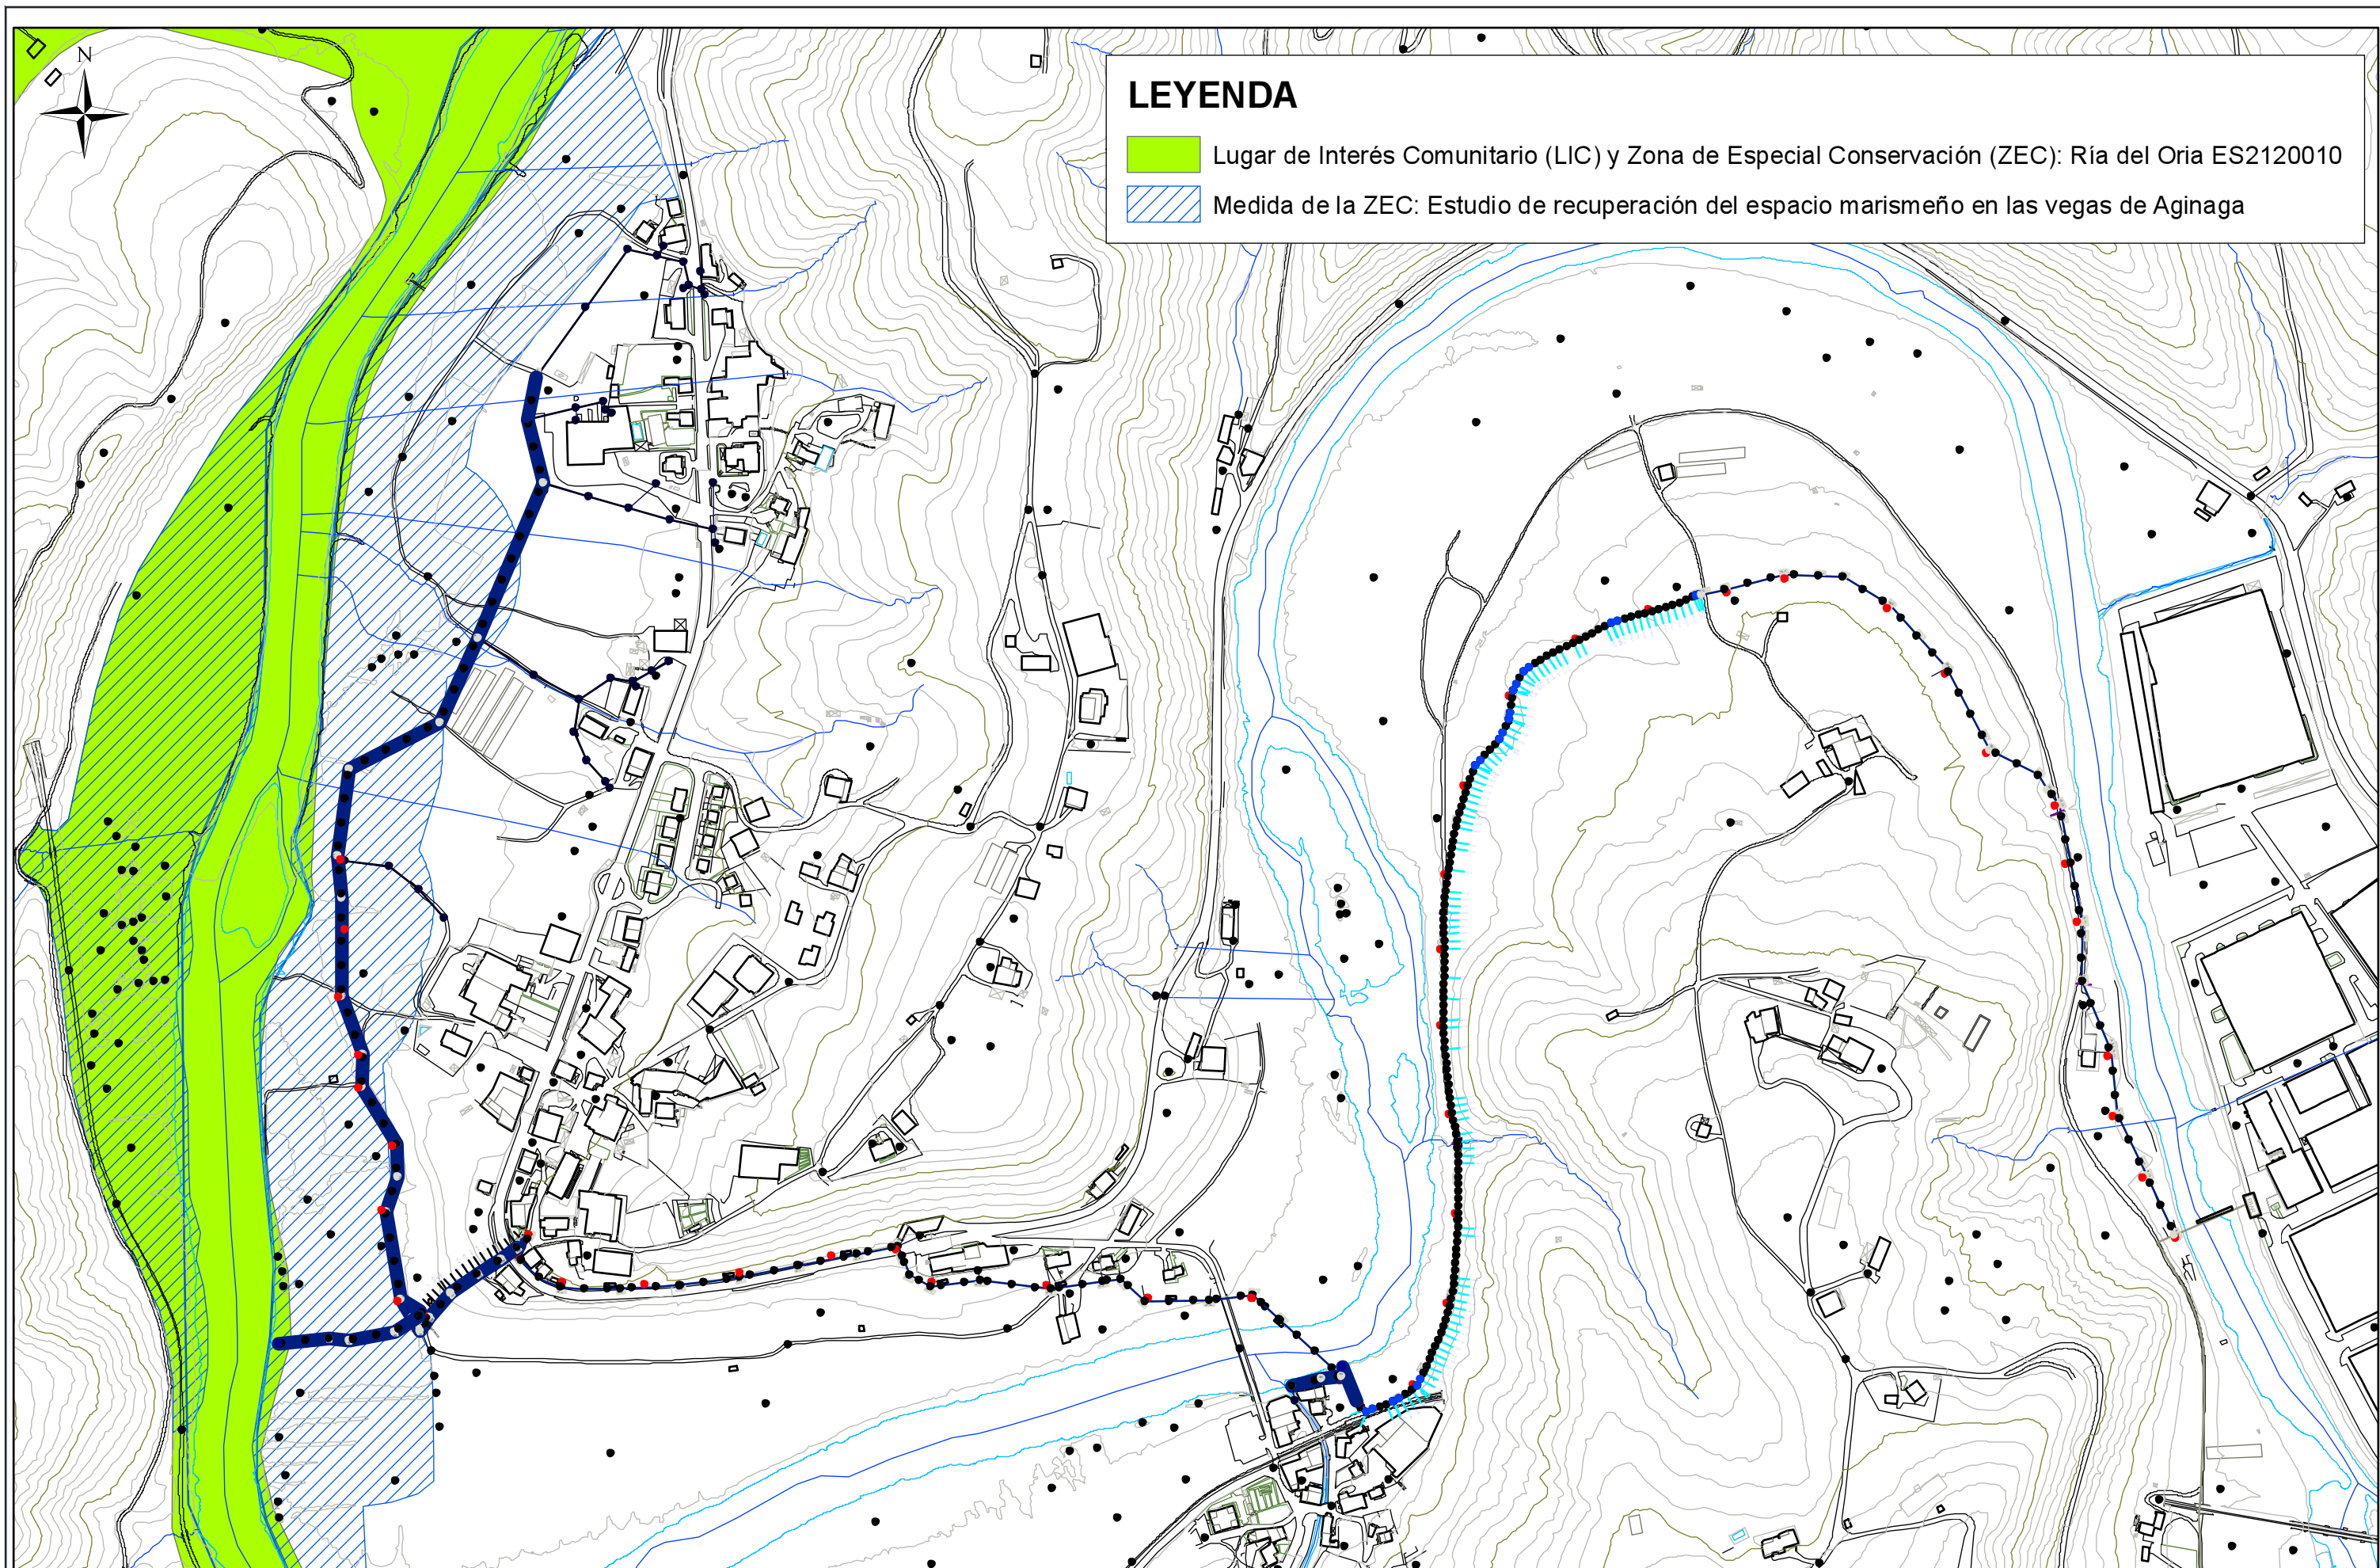 N
LEYENDA
Lugar de Interés Comunitario (LIC) y Zona de Especial Conservación (ZEC): Ría del Oria ES2120010
Medida de la ZEC: Estudio de recuperación del espacio marismeño en las vegas de Aginaga